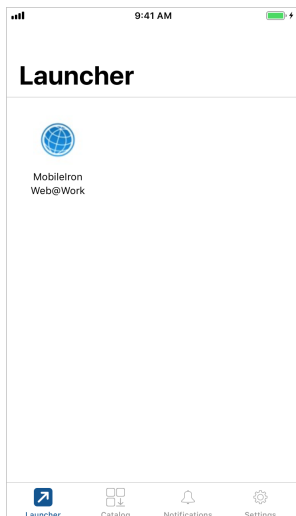 9:41 AM
Launcher
MobileIron
Web@Work
Launcher Catalog Notifications Settings